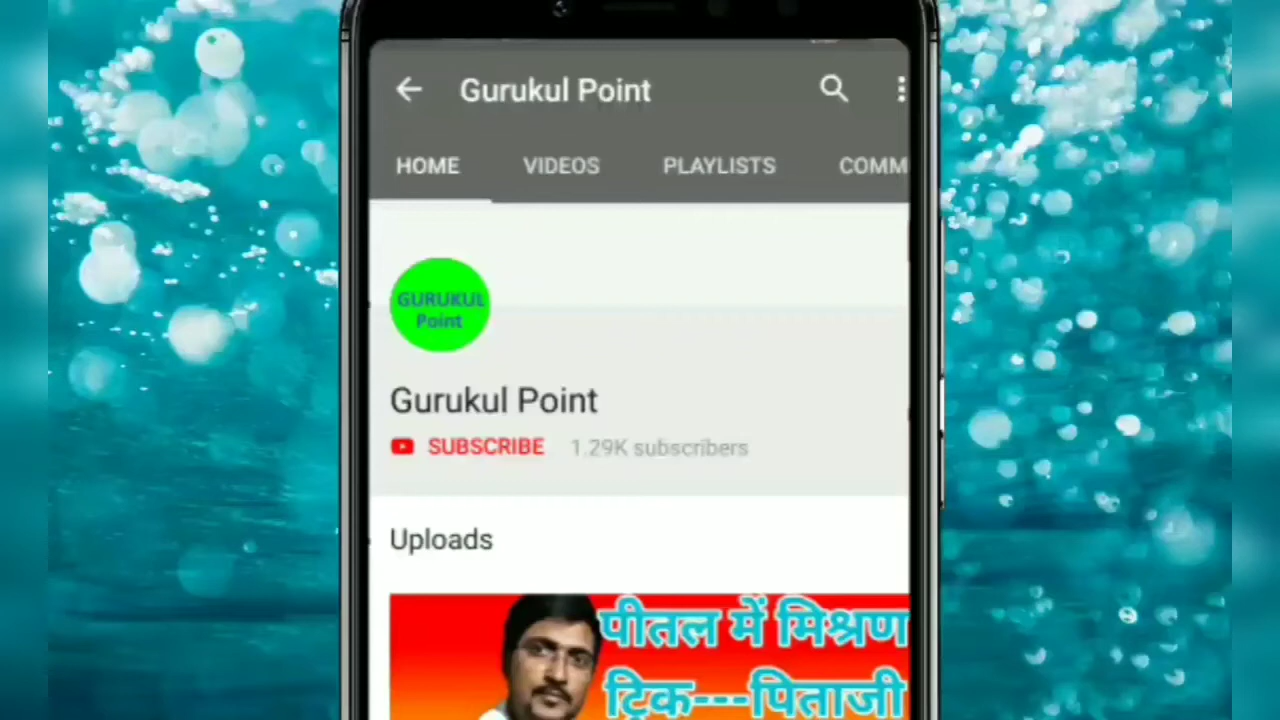 Gurukul Point
HOME VIDEOS PLAYLISTS COMM
GURUKUL
Point
Gurukul Point
SUBSCRIBE 1.29K subscribers
Uploads
पीतल में मिश्रण
ट्रिक---पिताजी